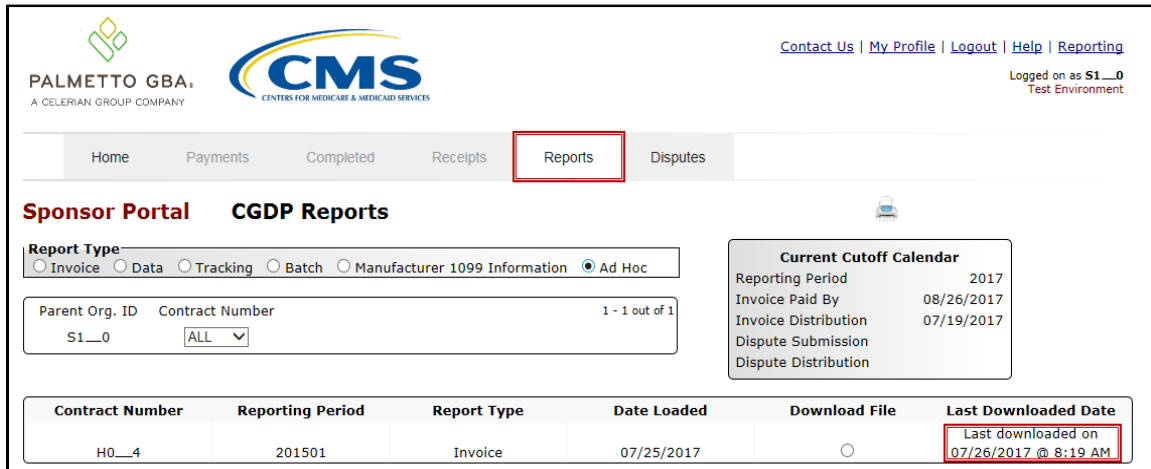 PALMETTO GBA®
A CELERIAN GROUP COMPANY
CMS
CENTERS FOR MEDICARE & MEDICAID SERVICES
Contact Us | My Profile | Logout | Help | Reporting
Logged on as S1__0
Test Environment
Home Payments Completed Receipts Reports Disputes
Sponsor Portal CGDP Reports
Report Type
Invoice Data Tracking Batch Manufacturer 1099 Information Ad Hoc
Parent Org. ID Contract Number 1 - 1 out of 1
S1__0 ALL
Current Cutoff Calendar
Reporting Period 2017
Invoice Paid By 08/26/2017
Invoice Distribution 07/19/2017
Dispute Submission
Dispute Distribution
Contract Number Reporting Period Report Type Date Loaded Download File Last Downloaded Date
H0__4 201501 Invoice 07/25/2017 Last downloaded on
07/26/2017 @ 8:19 AM